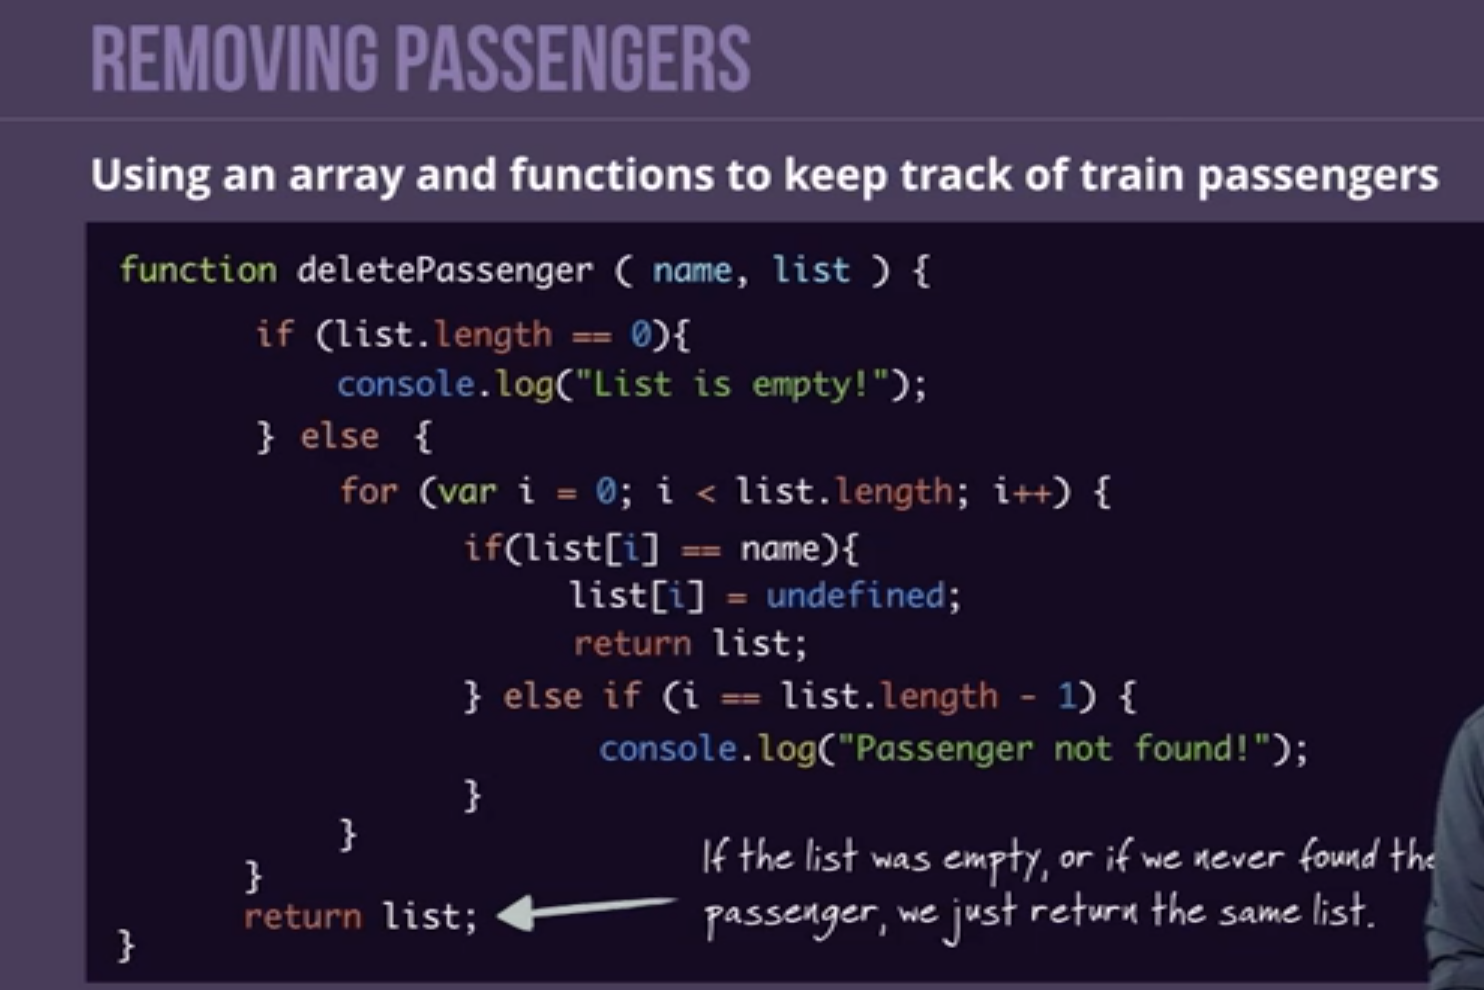 REMOVING PASSENGERS
Using an array and functions to keep track of train passengers
function deletePassenger ( name, list ) {
if (list.length == 0){
console.log("List is empty!");
} else {
for (var i = 0; i < list.length; i++) {
if(list[i] == name){
list[i] = undefined;
return list;
} else if (i == list.length - 1) {
console.log("Passenger not found!");
}
}
}
return list;
}
If the list was empty, or if we never found the
passenger, we just return the same list.